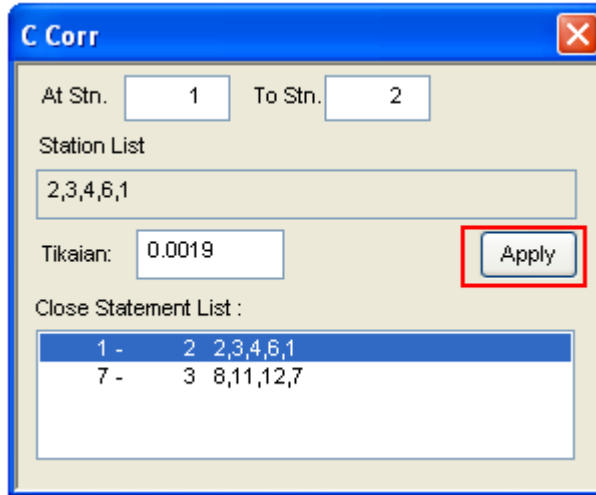 C Corr
At Stn. 1 To Stn. 2
Station List
2,3,4,6,1
Tikaian: 0.0019 Apply
Close Statement List :
1 - 2 2,3,4,6,1
7 - 3 8,11,12,7